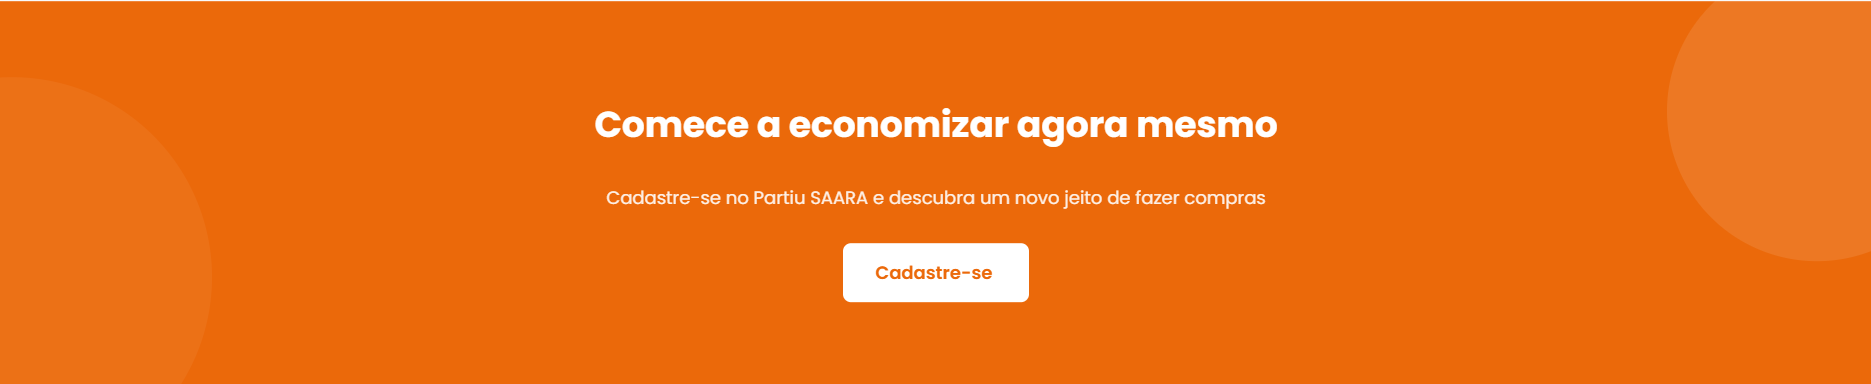 Comece a economizar agora mesmo
Cadastre-se no Partiu SAARA e descubra um novo jeito de fazer compras
Cadastre-se